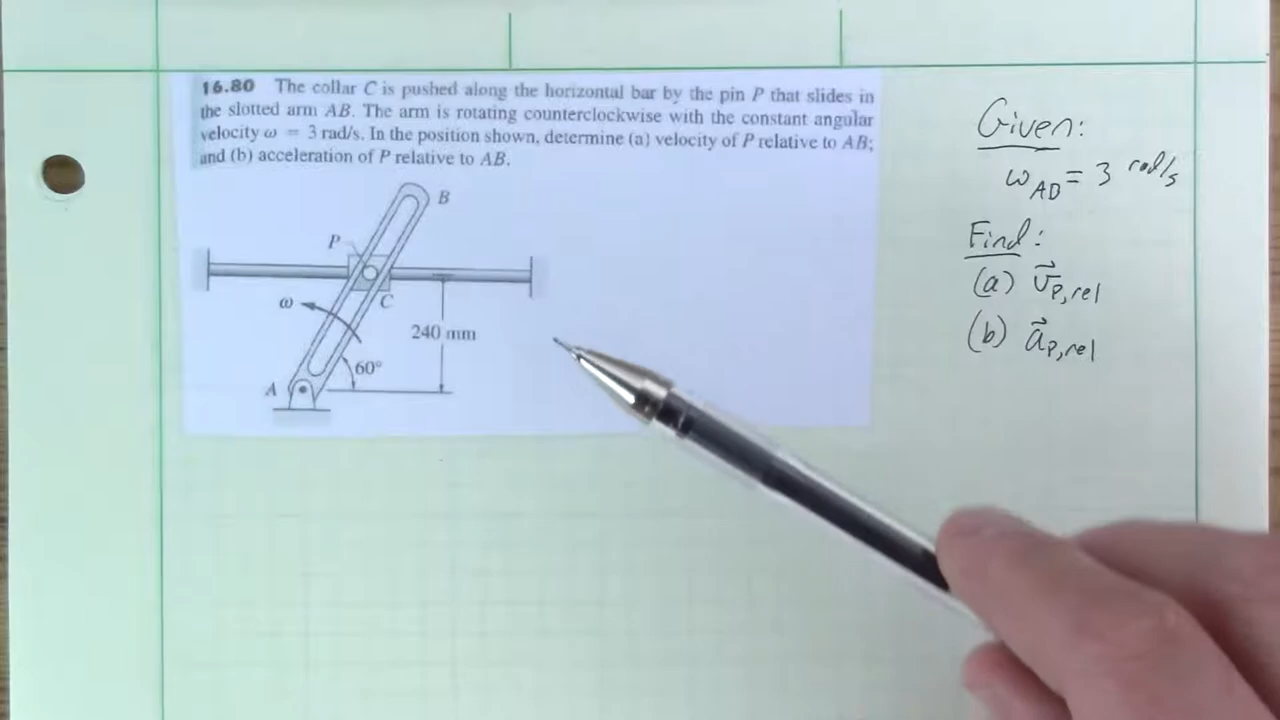 16.80 The collar C is pushed along the horizontal bar by the pin P that slides in
the slotted arm AB. The arm is rotating counterclockwise with the constant angular
velocity ω = 3 rad/s. In the position shown, determine (a) velocity of P relative to AB;
and (b) acceleration of P relative to AB.
B
P
ω
C
240 mm
60°
A
Given:
ω_AB = 3 rad/s
Find:
(a) v⃗_P,rel
(b) a⃗_P,rel